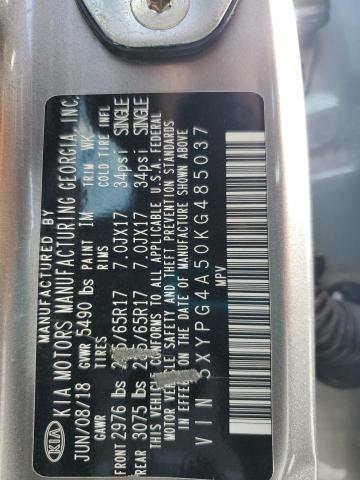 KIA
MANUFACTURED BY
KIA MOTORS MANUFACTURING GEORGIA, INC.
JUN/08/18 GVWR 5490 lbs PAINT IM TRIM WK
GAWR TIRES RIMS COLD TIRE INFL
FRONT 2976 lbs /65R17 7.0JX17 34psi SINGLE
REAR 3075 lbs /65R17 7.0JX17 34psi SINGLE
THIS VEHICLE CONFORMS TO ALL APPLICABLE U.S.A. FEDERAL
MOTOR VEHICLE SAFETY AND THEFT PREVENTION STANDARDS
IN EFFECT ON THE DATE OF MANUFACTURE SHOWN ABOVE.
VIN 5XYPG4A50KG485037
MPV